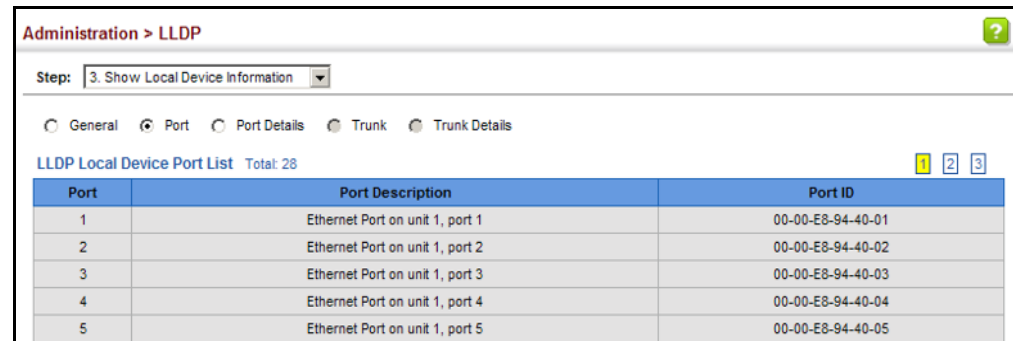 Administration > LLDP ?
Step: 3. Show Local Device Information
General Port Port Details Trunk Trunk Details
LLDP Local Device Port List Total: 28 1 2 3
Port Port Description Port ID
1 Ethernet Port on unit 1, port 1 00-00-E8-94-40-01
2 Ethernet Port on unit 1, port 2 00-00-E8-94-40-02
3 Ethernet Port on unit 1, port 3 00-00-E8-94-40-03
4 Ethernet Port on unit 1, port 4 00-00-E8-94-40-04
5 Ethernet Port on unit 1, port 5 00-00-E8-94-40-05